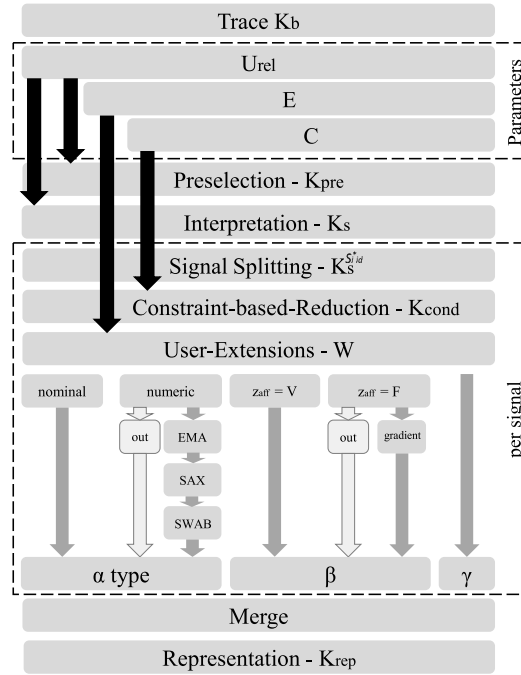 Trace Kb
Urel
E
C
Parameters
Preselection - Kpre
Interpretation - Ks
Signal Splitting - Ks^S*i^id
Constraint-based-Reduction - Kcond
User-Extensions - W
per signal
nominal
numeric
zaff = V
zaff = F
out
EMA
out
gradient
SAX
SWAB
α type
β
γ
Merge
Representation - Krep